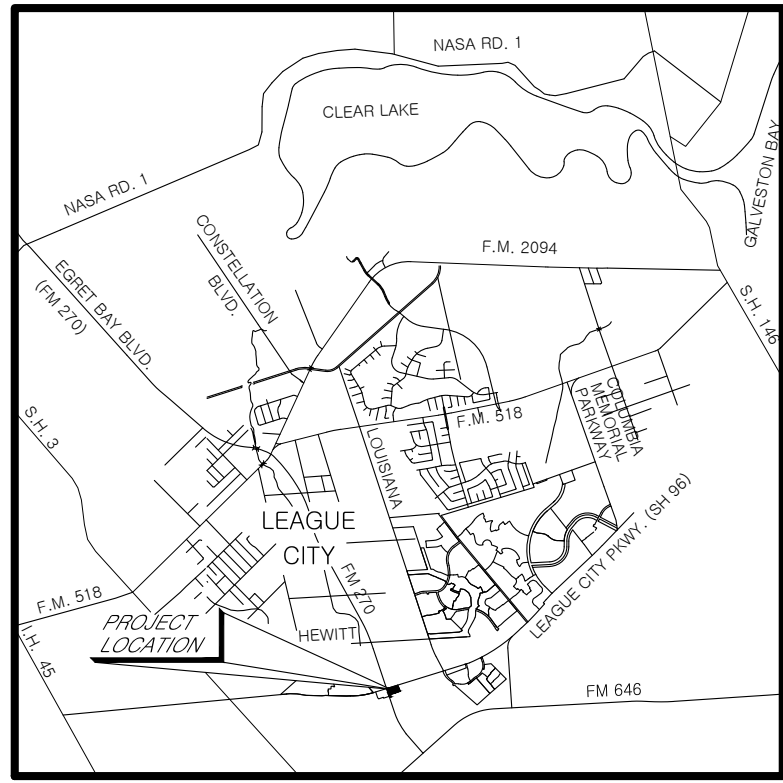 NASA RD. 1
CLEAR LAKE
GALVESTON BAY
NASA RD. 1
CONSTELLATION
BLVD.
F.M. 2094
EGRET BAY BLVD.
(FM 270)
S.H. 146
S.H. 3
F.M. 518
COLUMBIA
MEMORIAL
PARKWAY
LOUISIANA
LEAGUE
CITY
LEAGUE CITY PKWY. (SH 96)
FM 270
F.M. 518
PROJECT
LOCATION
HEWITT
I.H. 45
FM 646